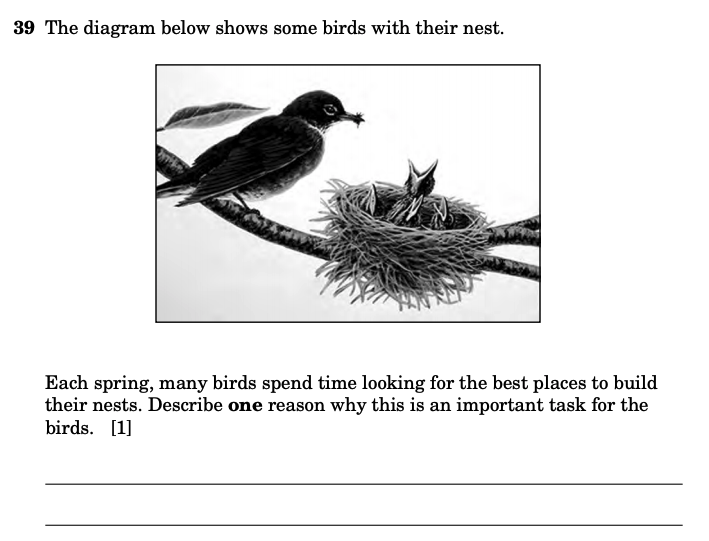 39 The diagram below shows some birds with their nest.
Each spring, many birds spend time looking for the best places to build
their nests. Describe one reason why this is an important task for the
birds. [1]